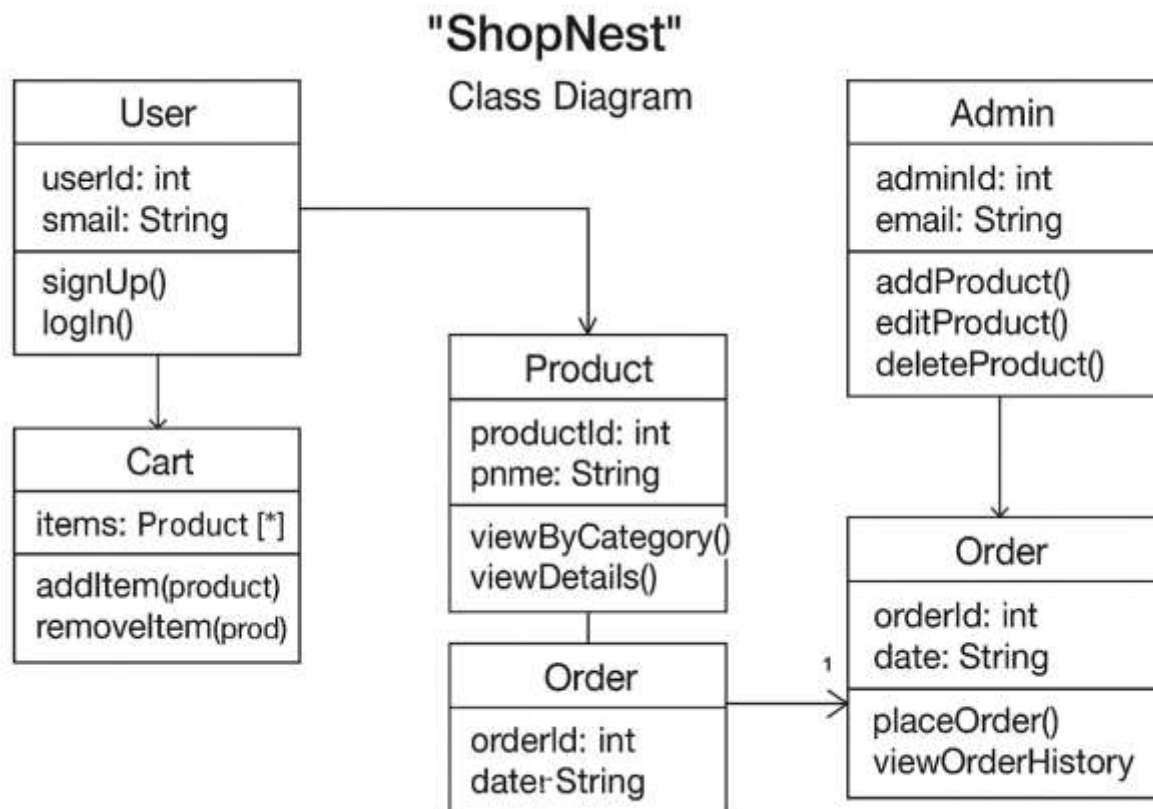 "ShopNest"
Class Diagram
User
userId: int
smail: String
signUp()
logIn()
Cart
items: Product [*]
addItem(product)
removeItem(prod)
Product
productId: int
pnme: String
viewByCategory()
viewDetails()
Order
orderId: int
dater String
Admin
adminId: int
email: String
addProduct()
editProduct()
deleteProduct()
1
Order
orderId: int
date: String
placeOrder()
viewOrderHistory